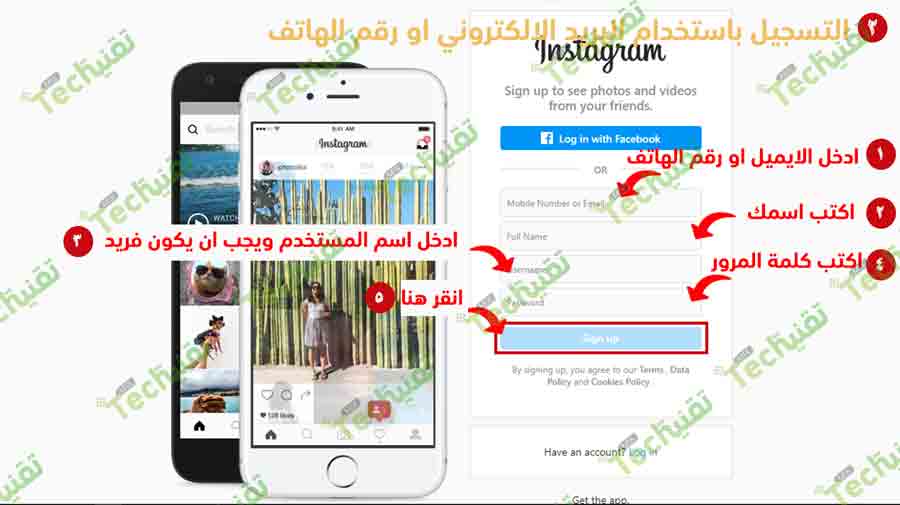 ٢ التسجيل باستخدام البريد الالكتروني او رقم الهاتف
Instagram
Sign up to see photos and videos
from your friends.
Log in with Facebook
OR
١ ادخل الايميل او رقم الهاتف
Mobile Number or Email
٢ اكتب اسمك
Full Name
٣ ادخل اسم المستخدم ويجب ان يكون فريد
Username
٤ اكتب كلمة المرور
Password
٥ انقر هنا
Sign up
By signing up, you agree to our Terms, Data
Policy and Cookies Policy
Have an account? Log in
Get the app.
Search
WATCH
9:41 AM
Instagram
128 likes
تقنيتي Techiyent